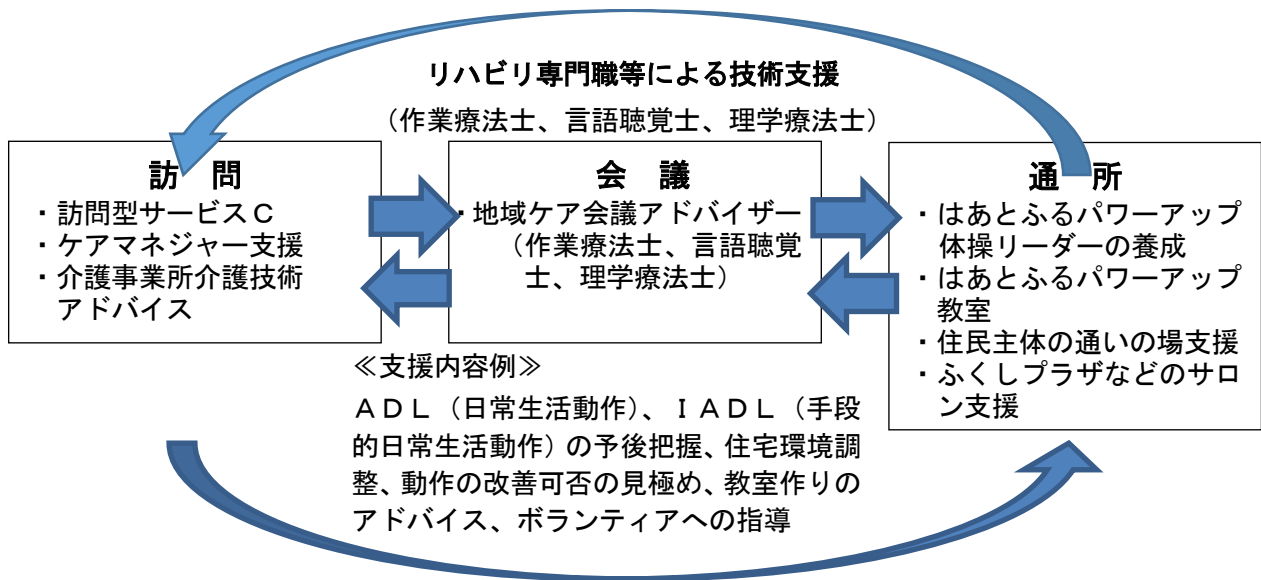 リハビリ専門職等による技術支援
（作業療法士、言語聴覚士、理学療法士）
訪　問
・訪問型サービスＣ
・ケアマネジャー支援
・介護事業所介護技術
アドバイス
会　議
・地域ケア会議アドバイザー
（作業療法士、言語聴覚
士、理学療法士）
通　所
・はあとふるパワーアップ
体操リーダーの養成
・はあとふるパワーアップ
教室
・住民主体の通いの場支援
・ふくしプラザなどのサロ
ン支援
≪支援内容例≫
ＡＤＬ（日常生活動作）、ＩＡＤＬ（手段
的日常生活動作）の予後把握、住宅環境調
整、動作の改善可否の見極め、教室作りの
アドバイス、ボランティアへの指導